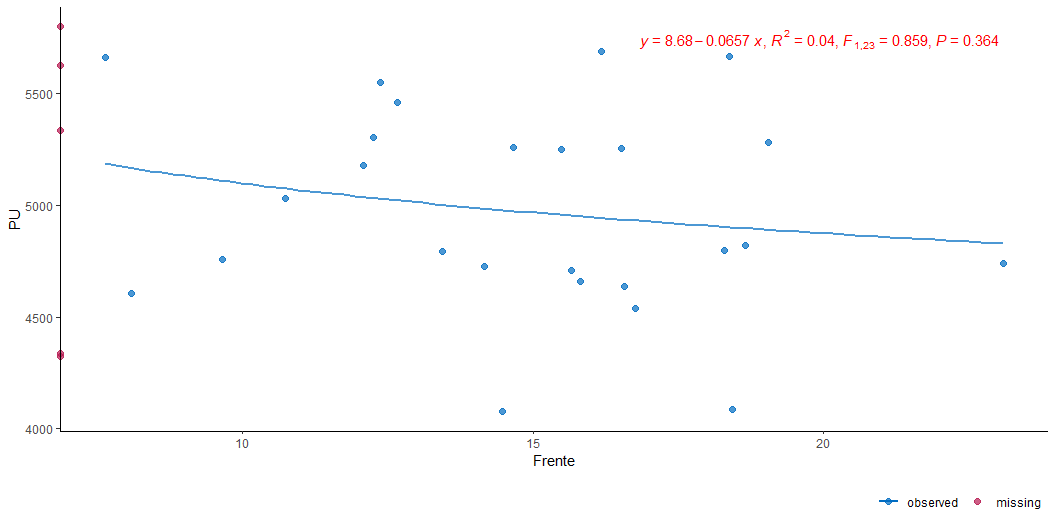 y = 8.68 − 0.0657 x, R² = 0.04, F₁,₂₃ = 0.859, P = 0.364
5500
5000
4500
4000
PU
10 15 20
Frente
observed missing